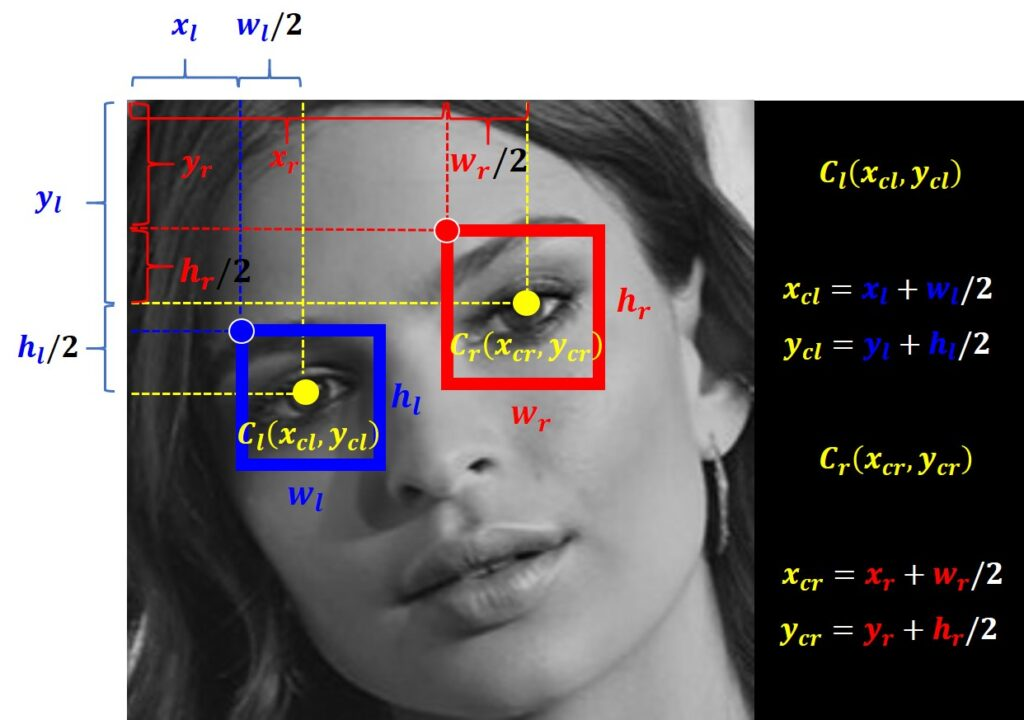 x_l w_l/2
y_l
y_r
x_r
w_r/2
h_r/2
h_l/2
h_r
C_r(x_cr, y_cr)
w_r
h_l
C_l(x_cl, y_cl)
w_l
C_l(x_cl, y_cl)
x_cl = x_l + w_l/2
y_cl = y_l + h_l/2
C_r(x_cr, y_cr)
x_cr = x_r + w_r/2
y_cr = y_r + h_r/2